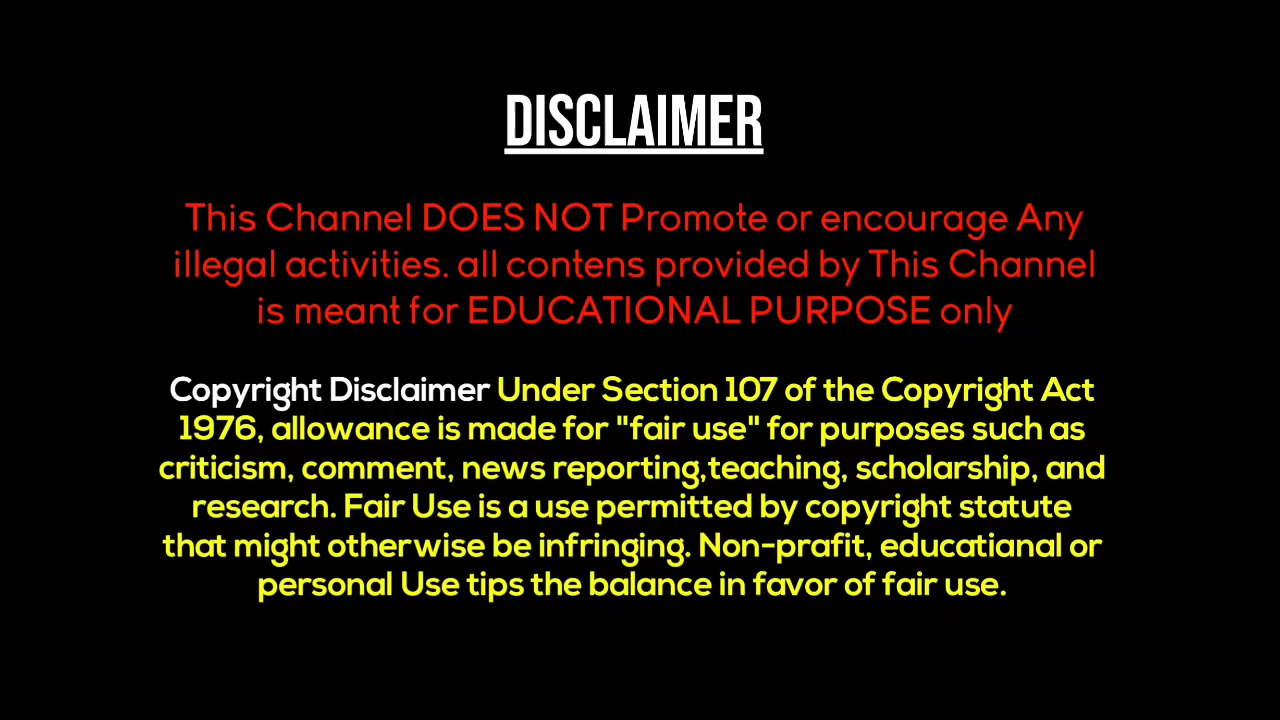 DISCLAIMER
This Channel DOES NOT Promote or encourage Any
illegal activities. all contens provided by This Channel
is meant for EDUCATIONAL PURPOSE only
Copyright Disclaimer Under Section 107 of the Copyright Act
1976, allowance is made for "fair use" for purposes such as
criticism, comment, news reporting,teaching, scholarship, and
research. Fair Use is a use permitted by copyright statute
that might otherwise be infringing. Non-prafit, educatianal or
personal Use tips the balance in favor of fair use.